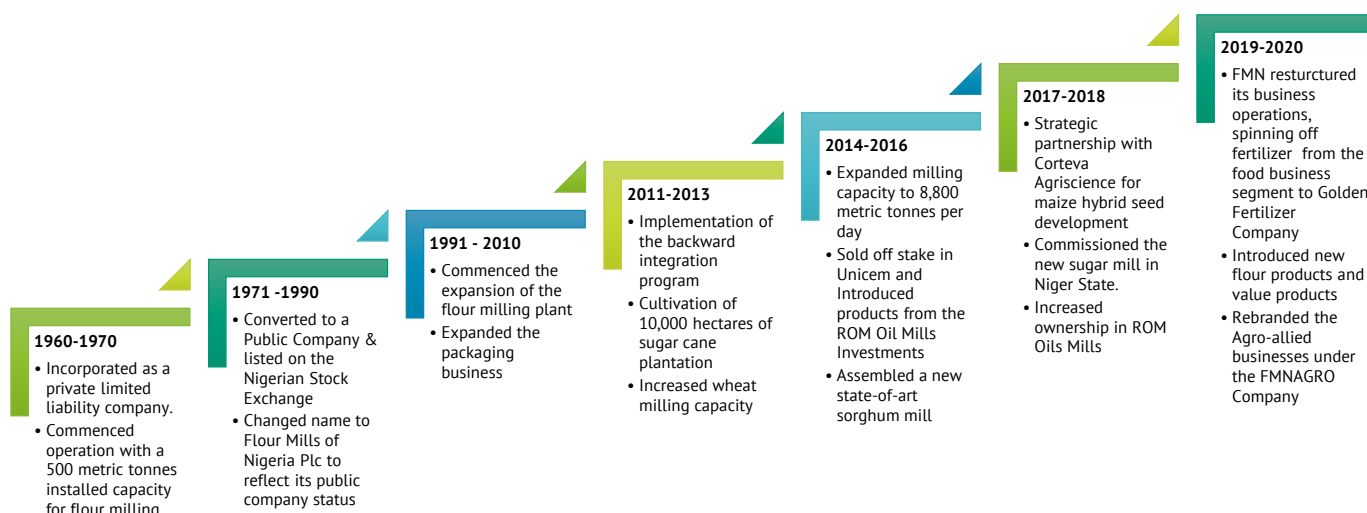 1960-1970
• Incorporated as a
private limited
liability company.
• Commenced
operation with a
500 metric tonnes
installed capacity
for flour milling
1971 -1990
• Converted to a
Public Company &
listed on the
Nigerian Stock
Exchange
• Changed name to
Flour Mills of
Nigeria Plc to
reflect its public
company status
1991 - 2010
• Commenced the
expansion of the
flour milling plant
• Expanded the
packaging
business
2011-2013
• Implementation of
the backward
integration
program
• Cultivation of
10,000 hectares of
sugar cane
plantation
• Increased wheat
milling capacity
2014-2016
• Expanded milling
capacity to 8,800
metric tonnes per
day
• Sold off stake in
Unicem and
Introduced
products from the
ROM Oil Mills
Investments
• Assembled a new
state-of-art
sorghum mill
2017-2018
• Strategic
partnership with
Corteva
Agriscience for
maize hybrid seed
development
• Commissioned the
new sugar mill in
Niger State.
• Increased
ownership in ROM
Oils Mills
2019-2020
• FMN resturctured
its business
operations,
spinning off
fertilizer from the
food business
segment to Golden
Fertilizer
Company
• Introduced new
flour products and
value products
• Rebranded the
Agro-allied
businesses under
the FMNAGRO
Company